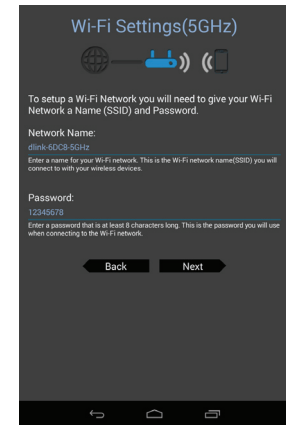 Wi-Fi Settings(5GHz)
To setup a Wi-Fi Network you will need to give your Wi-Fi
Network a Name (SSID) and Password.
Network Name:
dlink-6DC8-5GHz
Enter a name for your Wi-Fi network. This is the Wi-Fi network name(SSID) you will
connect to with your wireless devices.
Password:
12345678
Enter a password that is at least 8 characters long. This is the password you will use
when connecting to the Wi-Fi network.
Back
Next